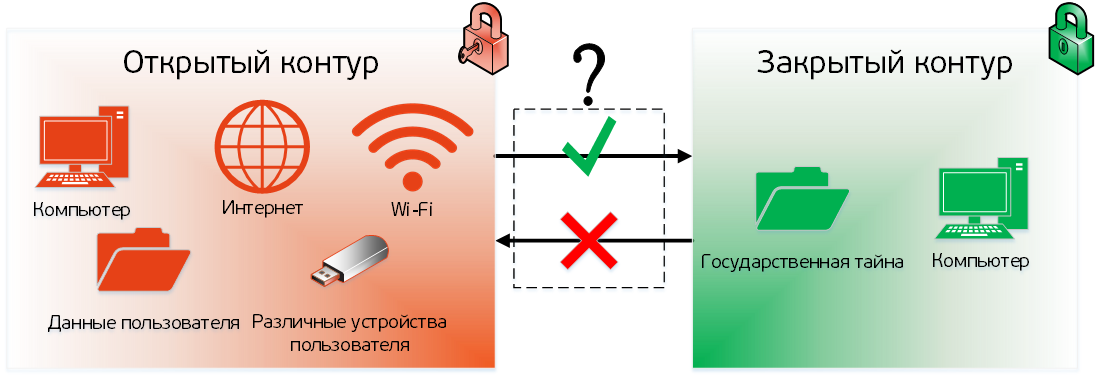 Открытый контур
?
Закрытый контур
Компьютер
Интернет
Wi-Fi
Данные пользователя
Различные устройства
пользователя
Государственная тайна
Компьютер